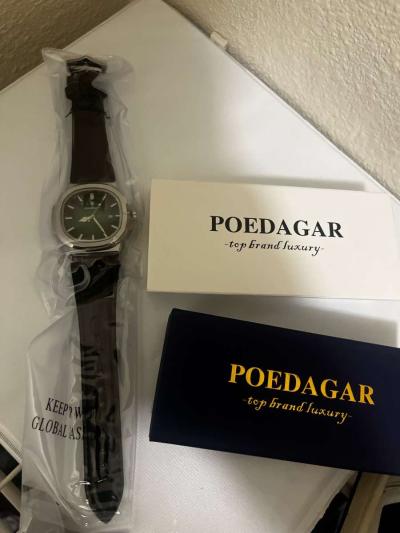 POEDAGAR
-top brand luxury-
POEDAGAR
-top brand luxury-
KEEP
GLOBAL